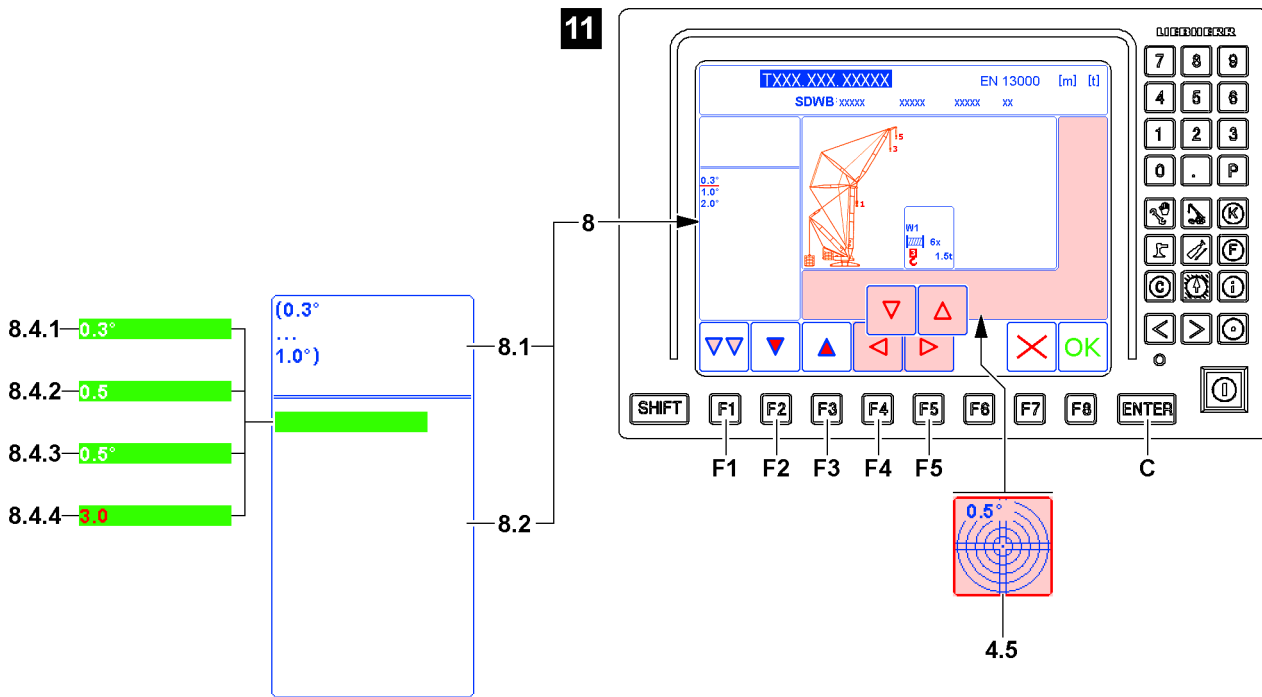 11
LIEBHERR
TXXX.XXX.XXXXX EN 13000 [m] [t]
SDWB: xxxxx xxxxx xxxxx xx
7 8 9
4 5 6
1 2 3
0 . P
K
F
C i
< >
0.3°
1.0°
2.0°
5
3
1
W1
6x
3
1.5t
OK
SHIFT F1 F2 F3 F4 F5 F6 F7 F8 ENTER
F1 F2 F3 F4 F5 C
8
8.1
8.2
(0.3°
...
1.0°)
8.4.1 0.3°
8.4.2 0.5
8.4.3 0.5°
8.4.4 3.0
0.5°
4.5